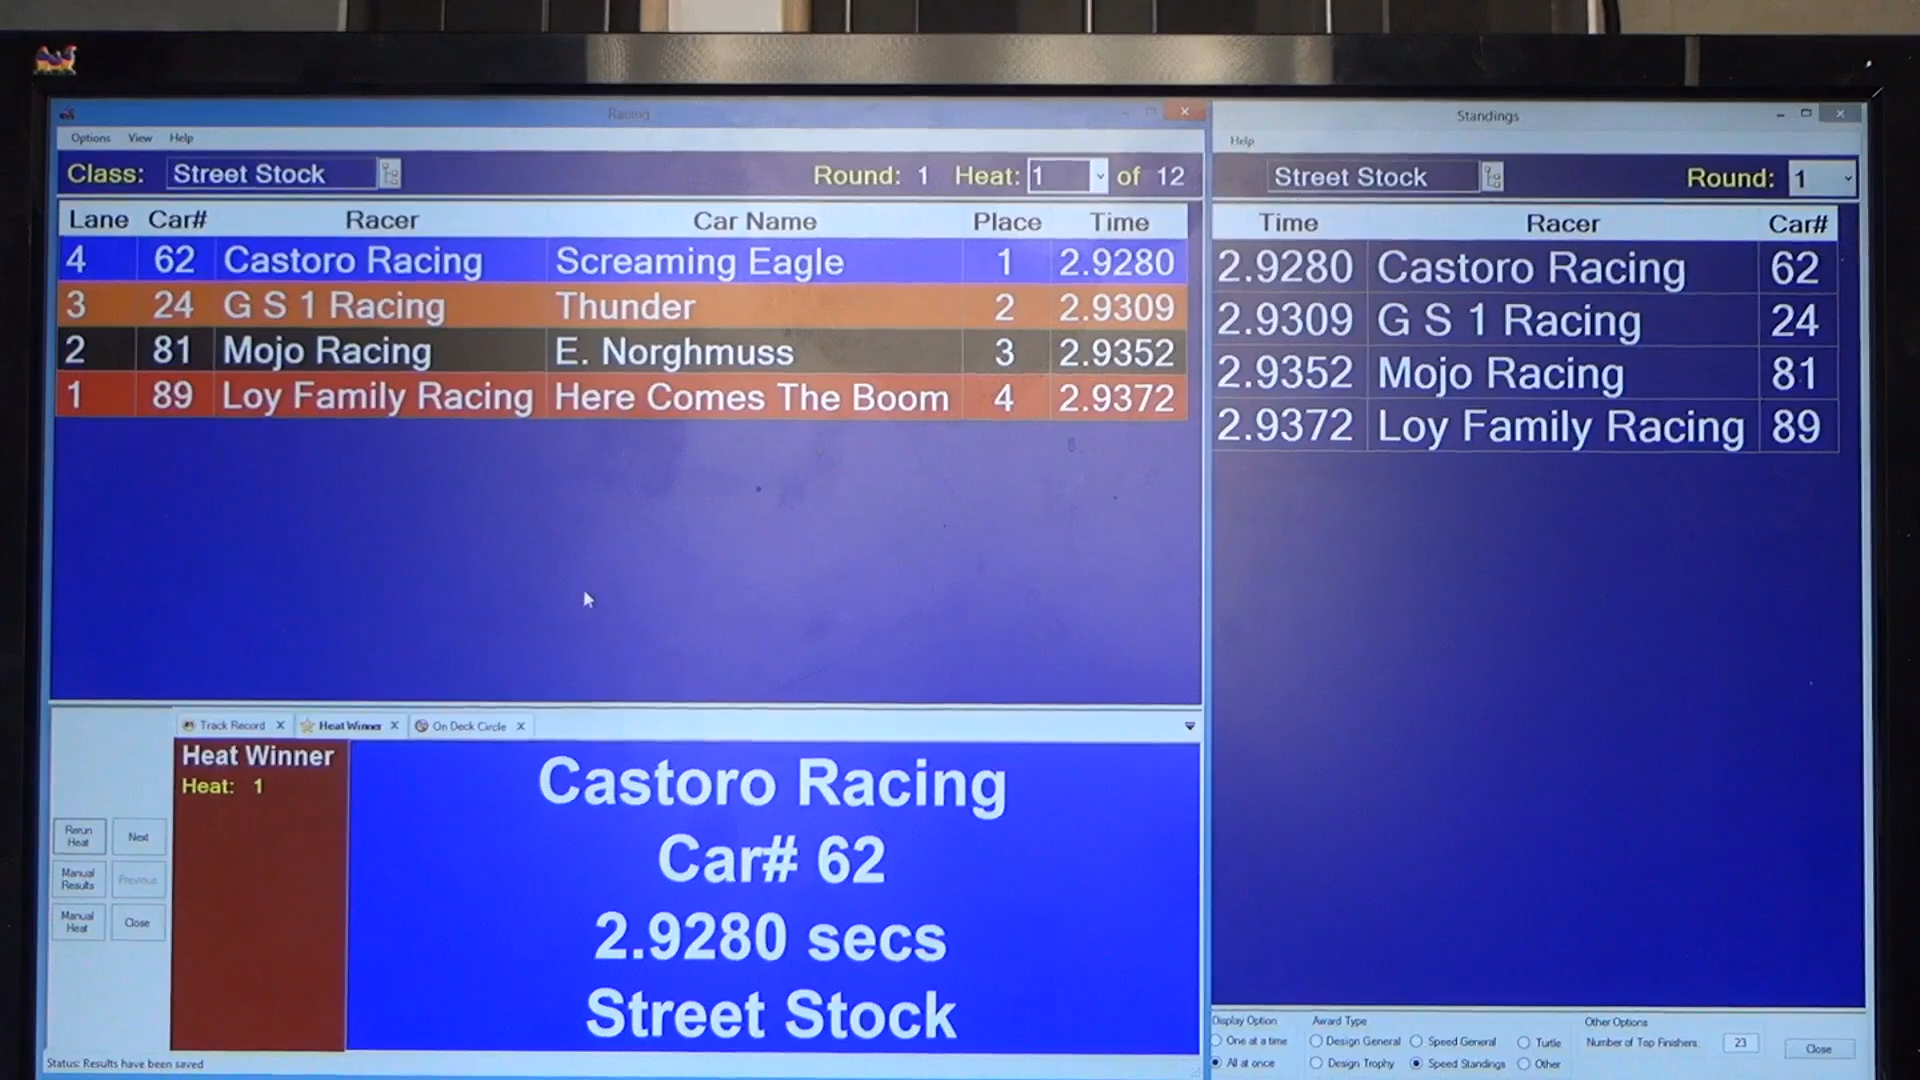 Racing
Options View Help
Class: Street Stock Round: 1 Heat: 1 of 12
Lane Car# Racer Car Name Place Time
4 62 Castoro Racing Screaming Eagle 1 2.9280
3 24 G S 1 Racing Thunder 2 2.9309
2 81 Mojo Racing E. Norghmuss 3 2.9352
1 89 Loy Family Racing Here Comes The Boom 4 2.9372
Standings
Help
Street Stock Round: 1
Time Racer Car#
2.9280 Castoro Racing 62
2.9309 G S 1 Racing 24
2.9352 Mojo Racing 81
2.9372 Loy Family Racing 89
Track Record Heat Winner On Deck Circle
Heat Winner
Heat: 1
Castoro Racing
Car# 62
2.9280 secs
Street Stock
Rerun Heat Next
Manual Results Previous
Manual Heat Close
Status: Results have been saved
Display Option Award Type Other Options
One at a time Design General Speed General Turtle Number of Top Finishers 23 Close
All at once Design Trophy Speed Standings Other